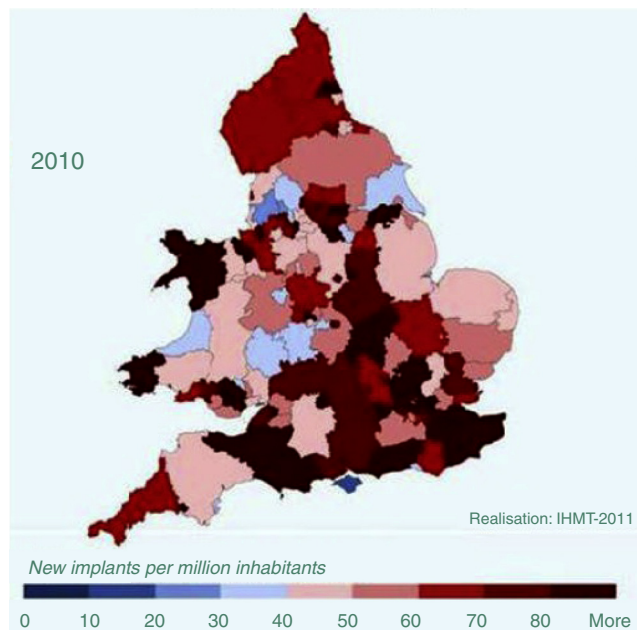 2010
Realisation: IHMT-2011
New implants per million inhabitants
0 10 20 30 40 50 60 70 80 More